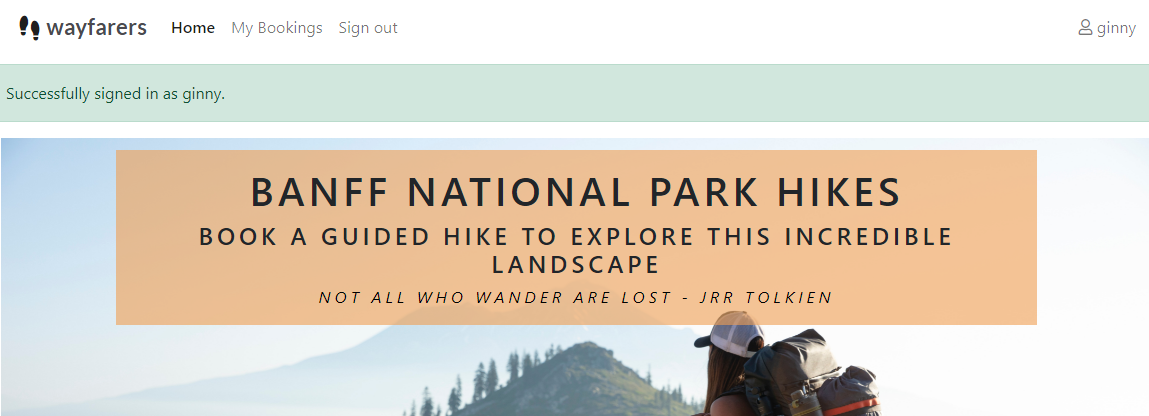 wayfarers Home My Bookings Sign out ginny
Successfully signed in as ginny.
BANFF NATIONAL PARK HIKES
BOOK A GUIDED HIKE TO EXPLORE THIS INCREDIBLE
LANDSCAPE
NOT ALL WHO WANDER ARE LOST - JRR TOLKIEN